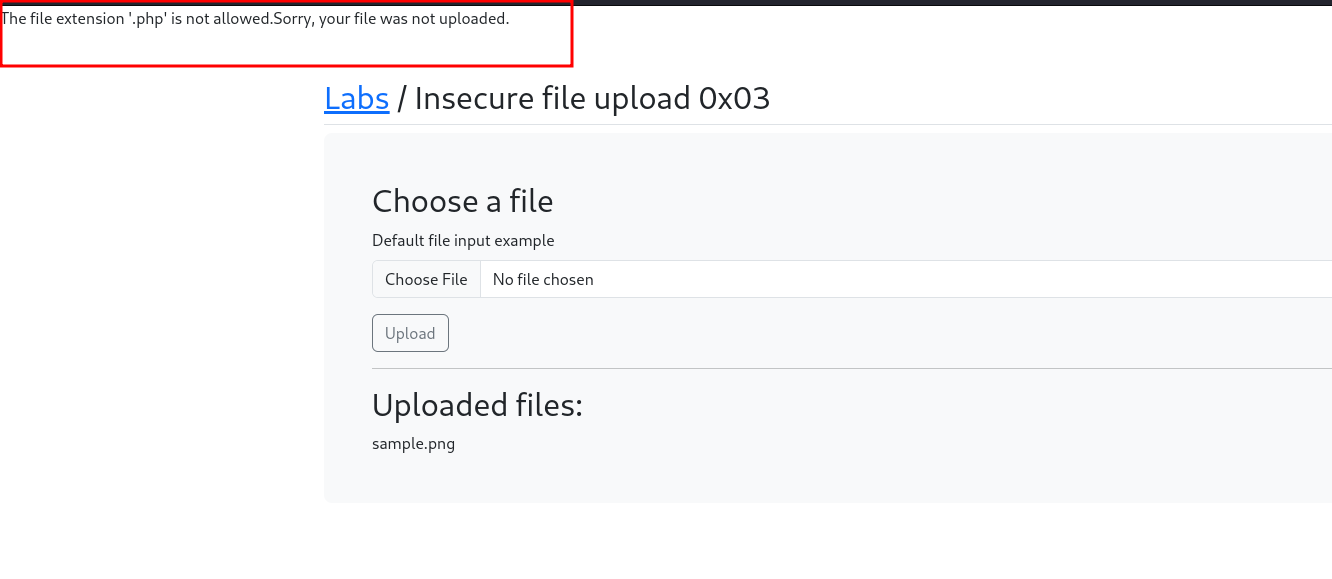 The file extension '.php' is not allowed.Sorry, your file was not uploaded.
Labs / Insecure file upload 0x03
Choose a file
Default file input example
Choose File No file chosen
Upload
Uploaded files:
sample.png